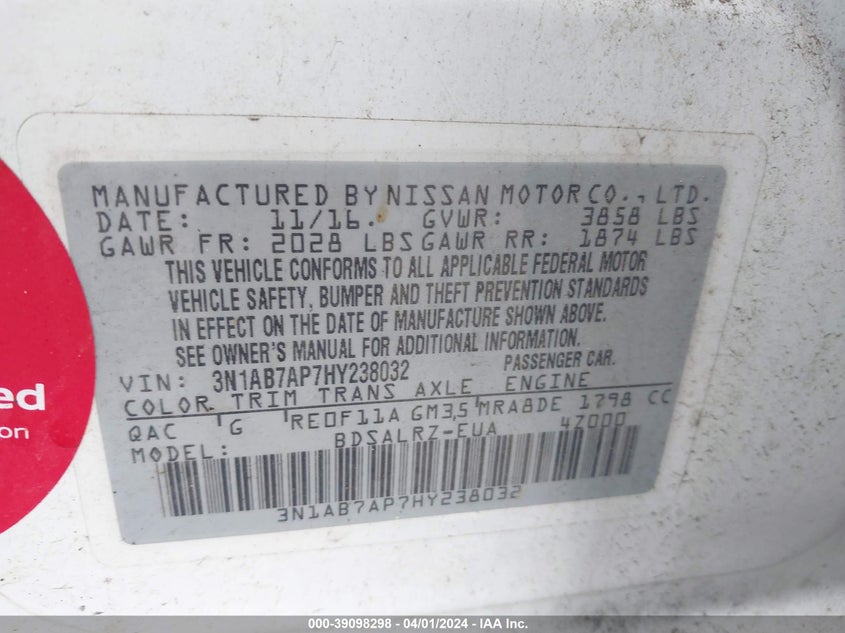 MANUFACTURED BY NISSAN MOTOR CO., LTD.
DATE: 11/16. GVWR: 3858 LBS
GAWR FR: 2028 LBS GAWR RR: 1874 LBS
THIS VEHICLE CONFORMS TO ALL APPLICABLE FEDERAL MOTOR
VEHICLE SAFETY, BUMPER AND THEFT PREVENTION STANDARDS
IN EFFECT ON THE DATE OF MANUFACTURE SHOWN ABOVE.
SEE OWNER'S MANUAL FOR ADDITIONAL INFORMATION.
VIN: 3N1AB7AP7HY238032 PASSENGER CAR.
COLOR TRIM TRANS AXLE ENGINE
QAC G RE0F11A GM3,5 MRA8DE 1798 CC
MODEL: BDSALRZ-EUA 47000
3N1AB7AP7HY238032
ed
on
000-39098298 - 04/01/2024 - IAA, Inc.